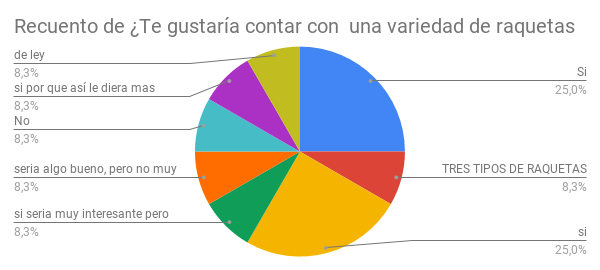 Recuento de ¿Te gustaría contar con  una variedad de raquetas
de ley
8,3%
si por que así le diera mas
8,3%
No
8,3%
seria algo bueno, pero no muy
8,3%
si seria muy interesante pero
8,3%
Si
25,0%
TRES TIPOS DE RAQUETAS
8,3%
si
25,0%